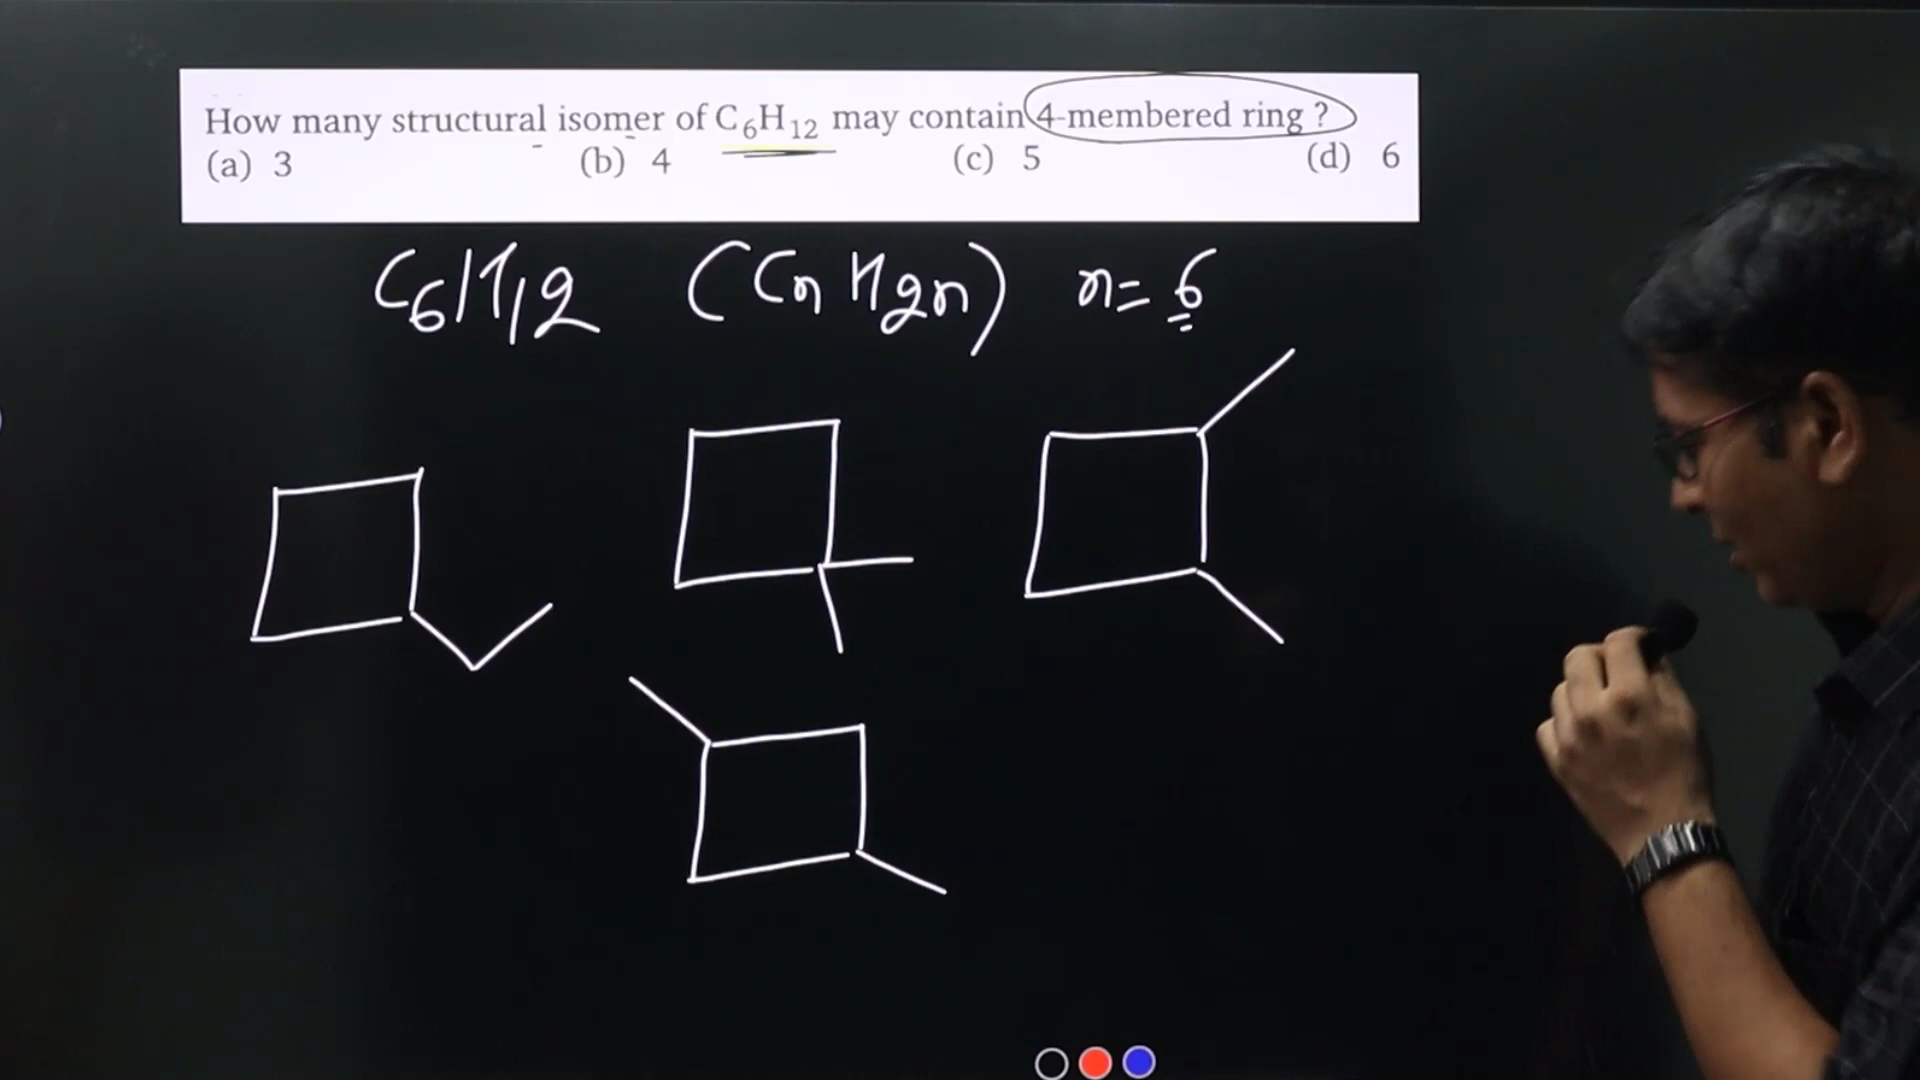 How many structural isomer of C₆H₁₂ may contain 4-membered ring ?
(a) 3 (b) 4 (c) 5 (d) 6
C₆H₁₂ (CnH2n) n=6